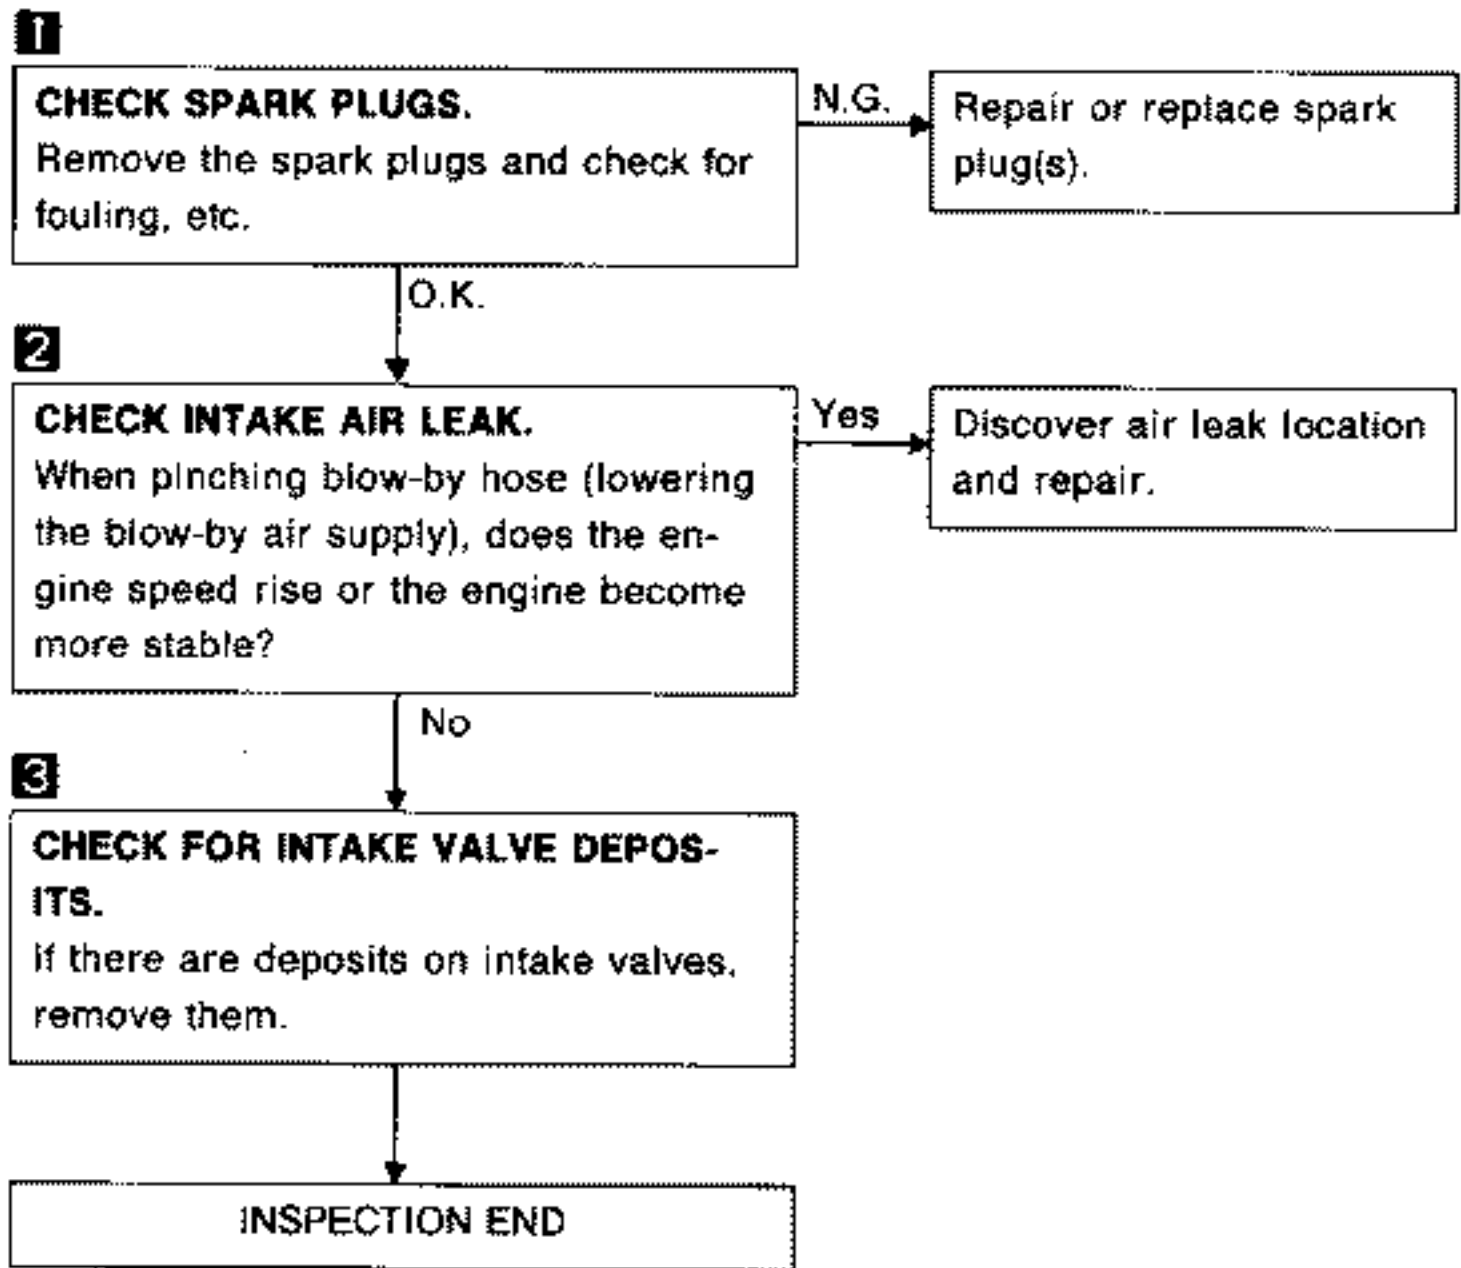 1
CHECK SPARK PLUGS.
Remove the spark plugs and check for
fouling, etc.
N.G.
Repair or replace spark
plug(s).
O.K.
2
CHECK INTAKE AIR LEAK.
When pinching blow-by hose (lowering
the blow-by air supply), does the en-
gine speed rise or the engine become
more stable?
Yes
Discover air leak location
and repair.
No
3
CHECK FOR INTAKE VALVE DEPOS-
ITS.
If there are deposits on intake valves,
remove them.
INSPECTION END